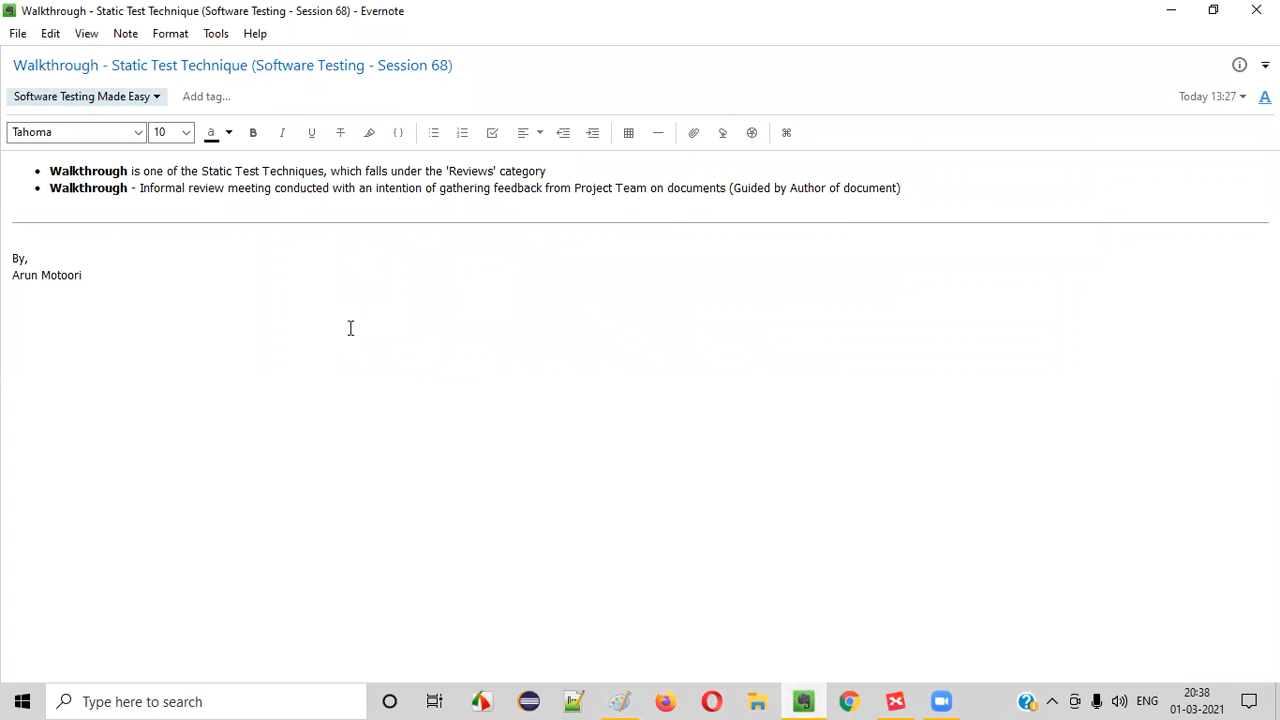 Walkthrough - Static Test Technique (Software Testing - Session 68) - Evernote
File Edit View Note Format Tools Help
Walkthrough - Static Test Technique (Software Testing - Session 68)
Software Testing Made Easy Add tag... Today 13:27
Tahoma 10 a B I U T
• Walkthrough is one of the Static Test Techniques, which falls under the 'Reviews' category
• Walkthrough - Informal review meeting conducted with an intention of gathering feedback from Project Team on documents (Guided by Author of document)
By,
Arun Motoori
Type here to search ENG 20:38
01-03-2021